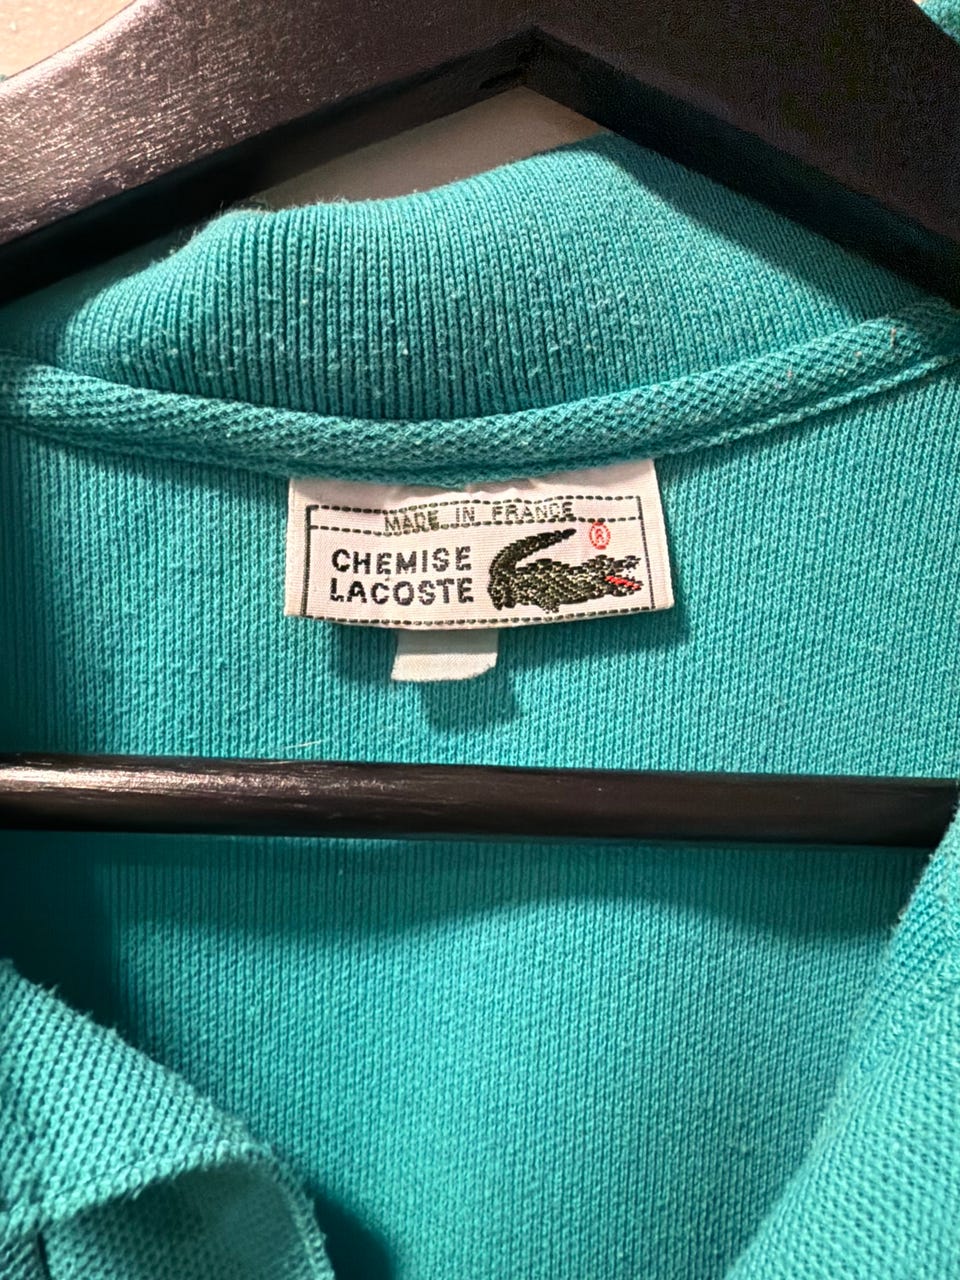 MADE IN FRANCE
CHEMISE
LACOSTE
®